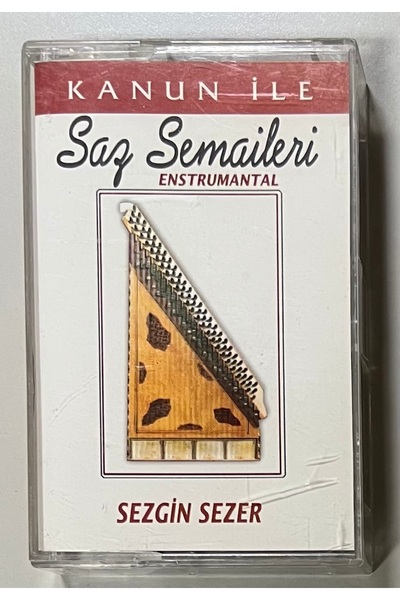 KANUN İLE
Saz Semaileri
ENSTRUMANTAL
SEZGİN SEZER